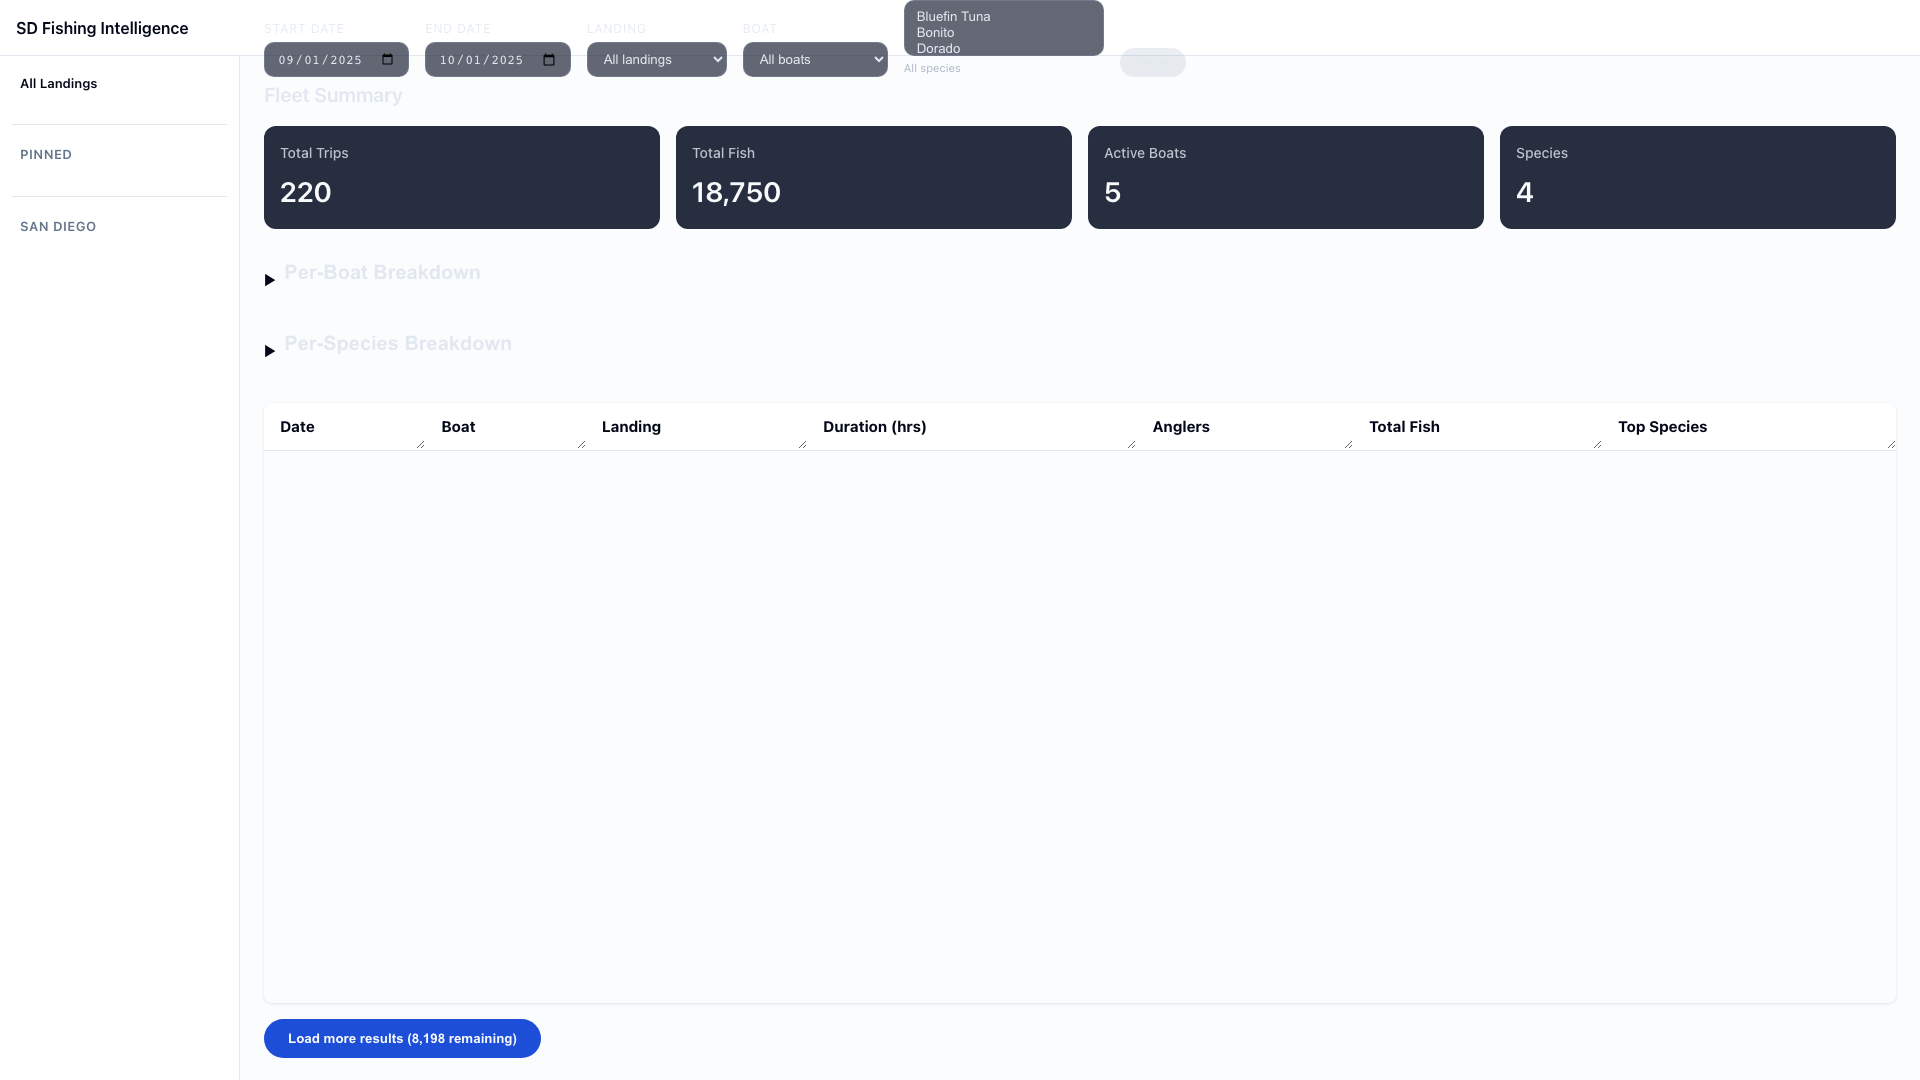 SD Fishing Intelligence
START DATE
END DATE
LANDING
BOAT
Bluefin Tuna
Bonito
Dorado
09/01/2025
10/01/2025
All landings
All boats
All species
All Landings
PINNED
SAN DIEGO
Fleet Summary
Total Trips
220
Total Fish
18,750
Active Boats
5
Species
4
Per-Boat Breakdown
Per-Species Breakdown
Date
Boat
Landing
Duration (hrs)
Anglers
Total Fish
Top Species
Load more results (8,198 remaining)